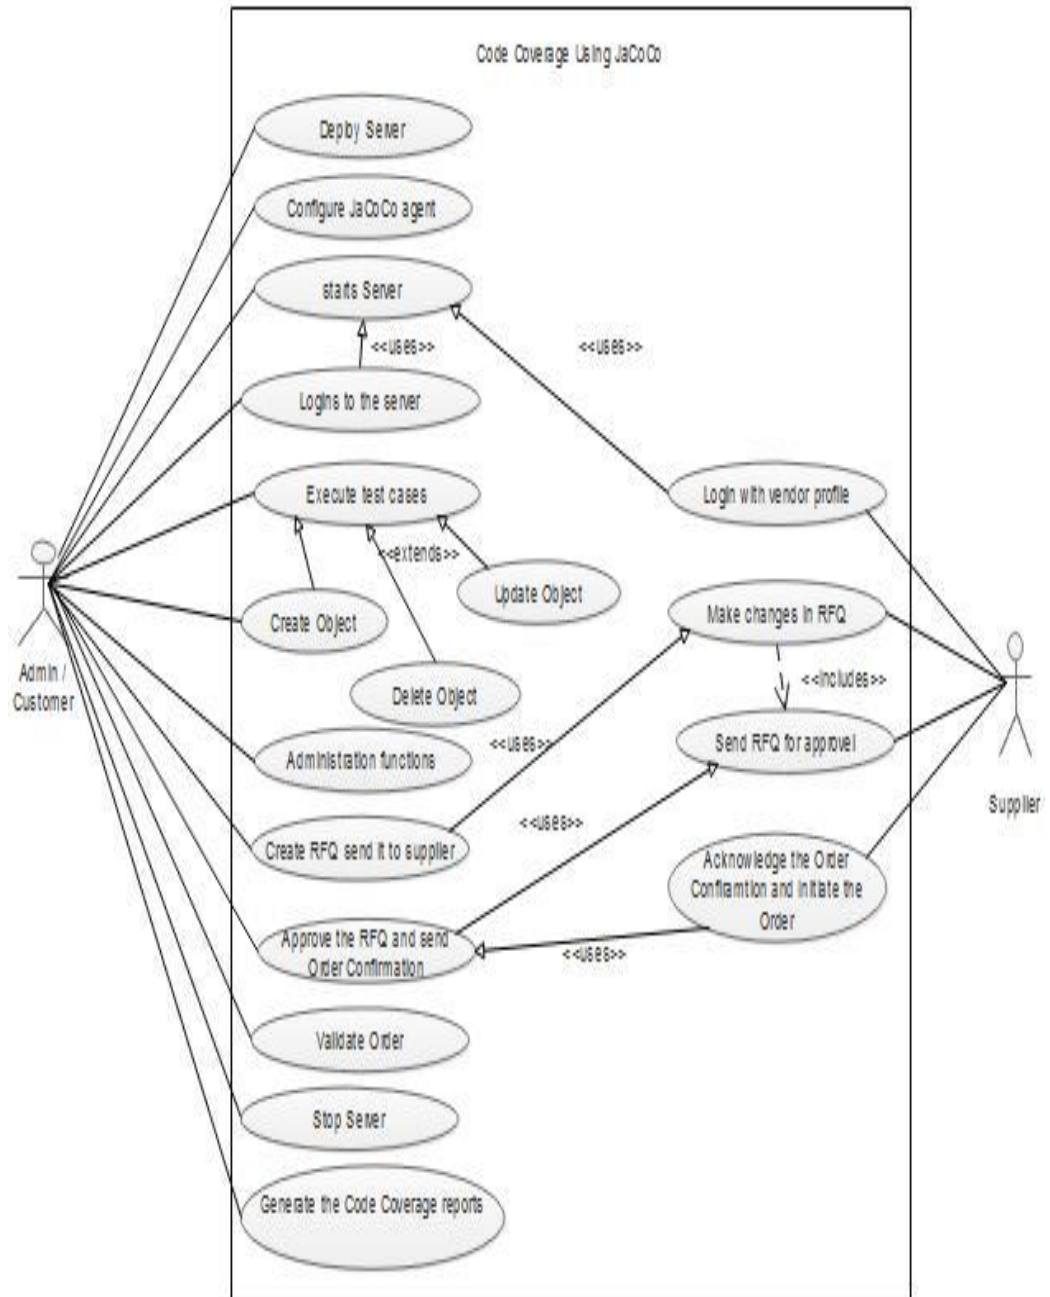 Code Coverage Using JaCoCo
Deploy Server
Configure JaCoCo agent
starts Server
<<uses>>
<<uses>>
Logins to the server
Execute test cases
Login with vendor profile
<<extends>>
Update Object
Create Object
Make changes in RFQ
Admin /
Customer
Delete Object
<<includes>>
<<uses>>
Send RFQ for approvel
Administration functions
Supplier
<<uses>>
Create RFQ send it to supplier
Acknowledge the Order
Confiramtion and initiate the
Order
Approve the RFQ and send
Order Confirmation
<<uses>>
Validate Order
Stop Server
Generate the Code Coverage reports